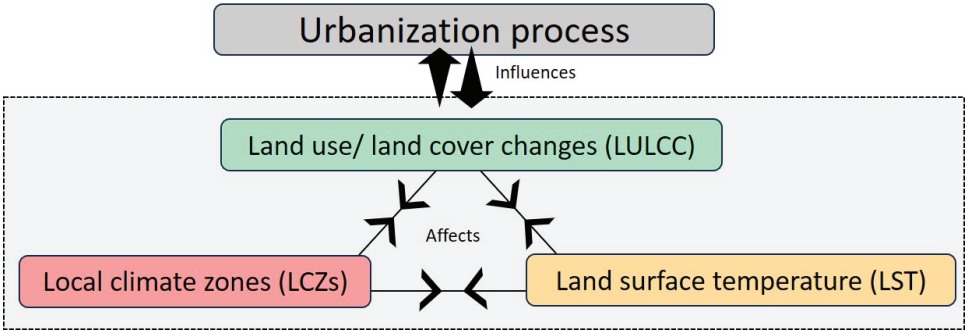 Urbanization process
Influences
Land use/ land cover changes (LULCC)
Affects
Local climate zones (LCZs)
Land surface temperature (LST)